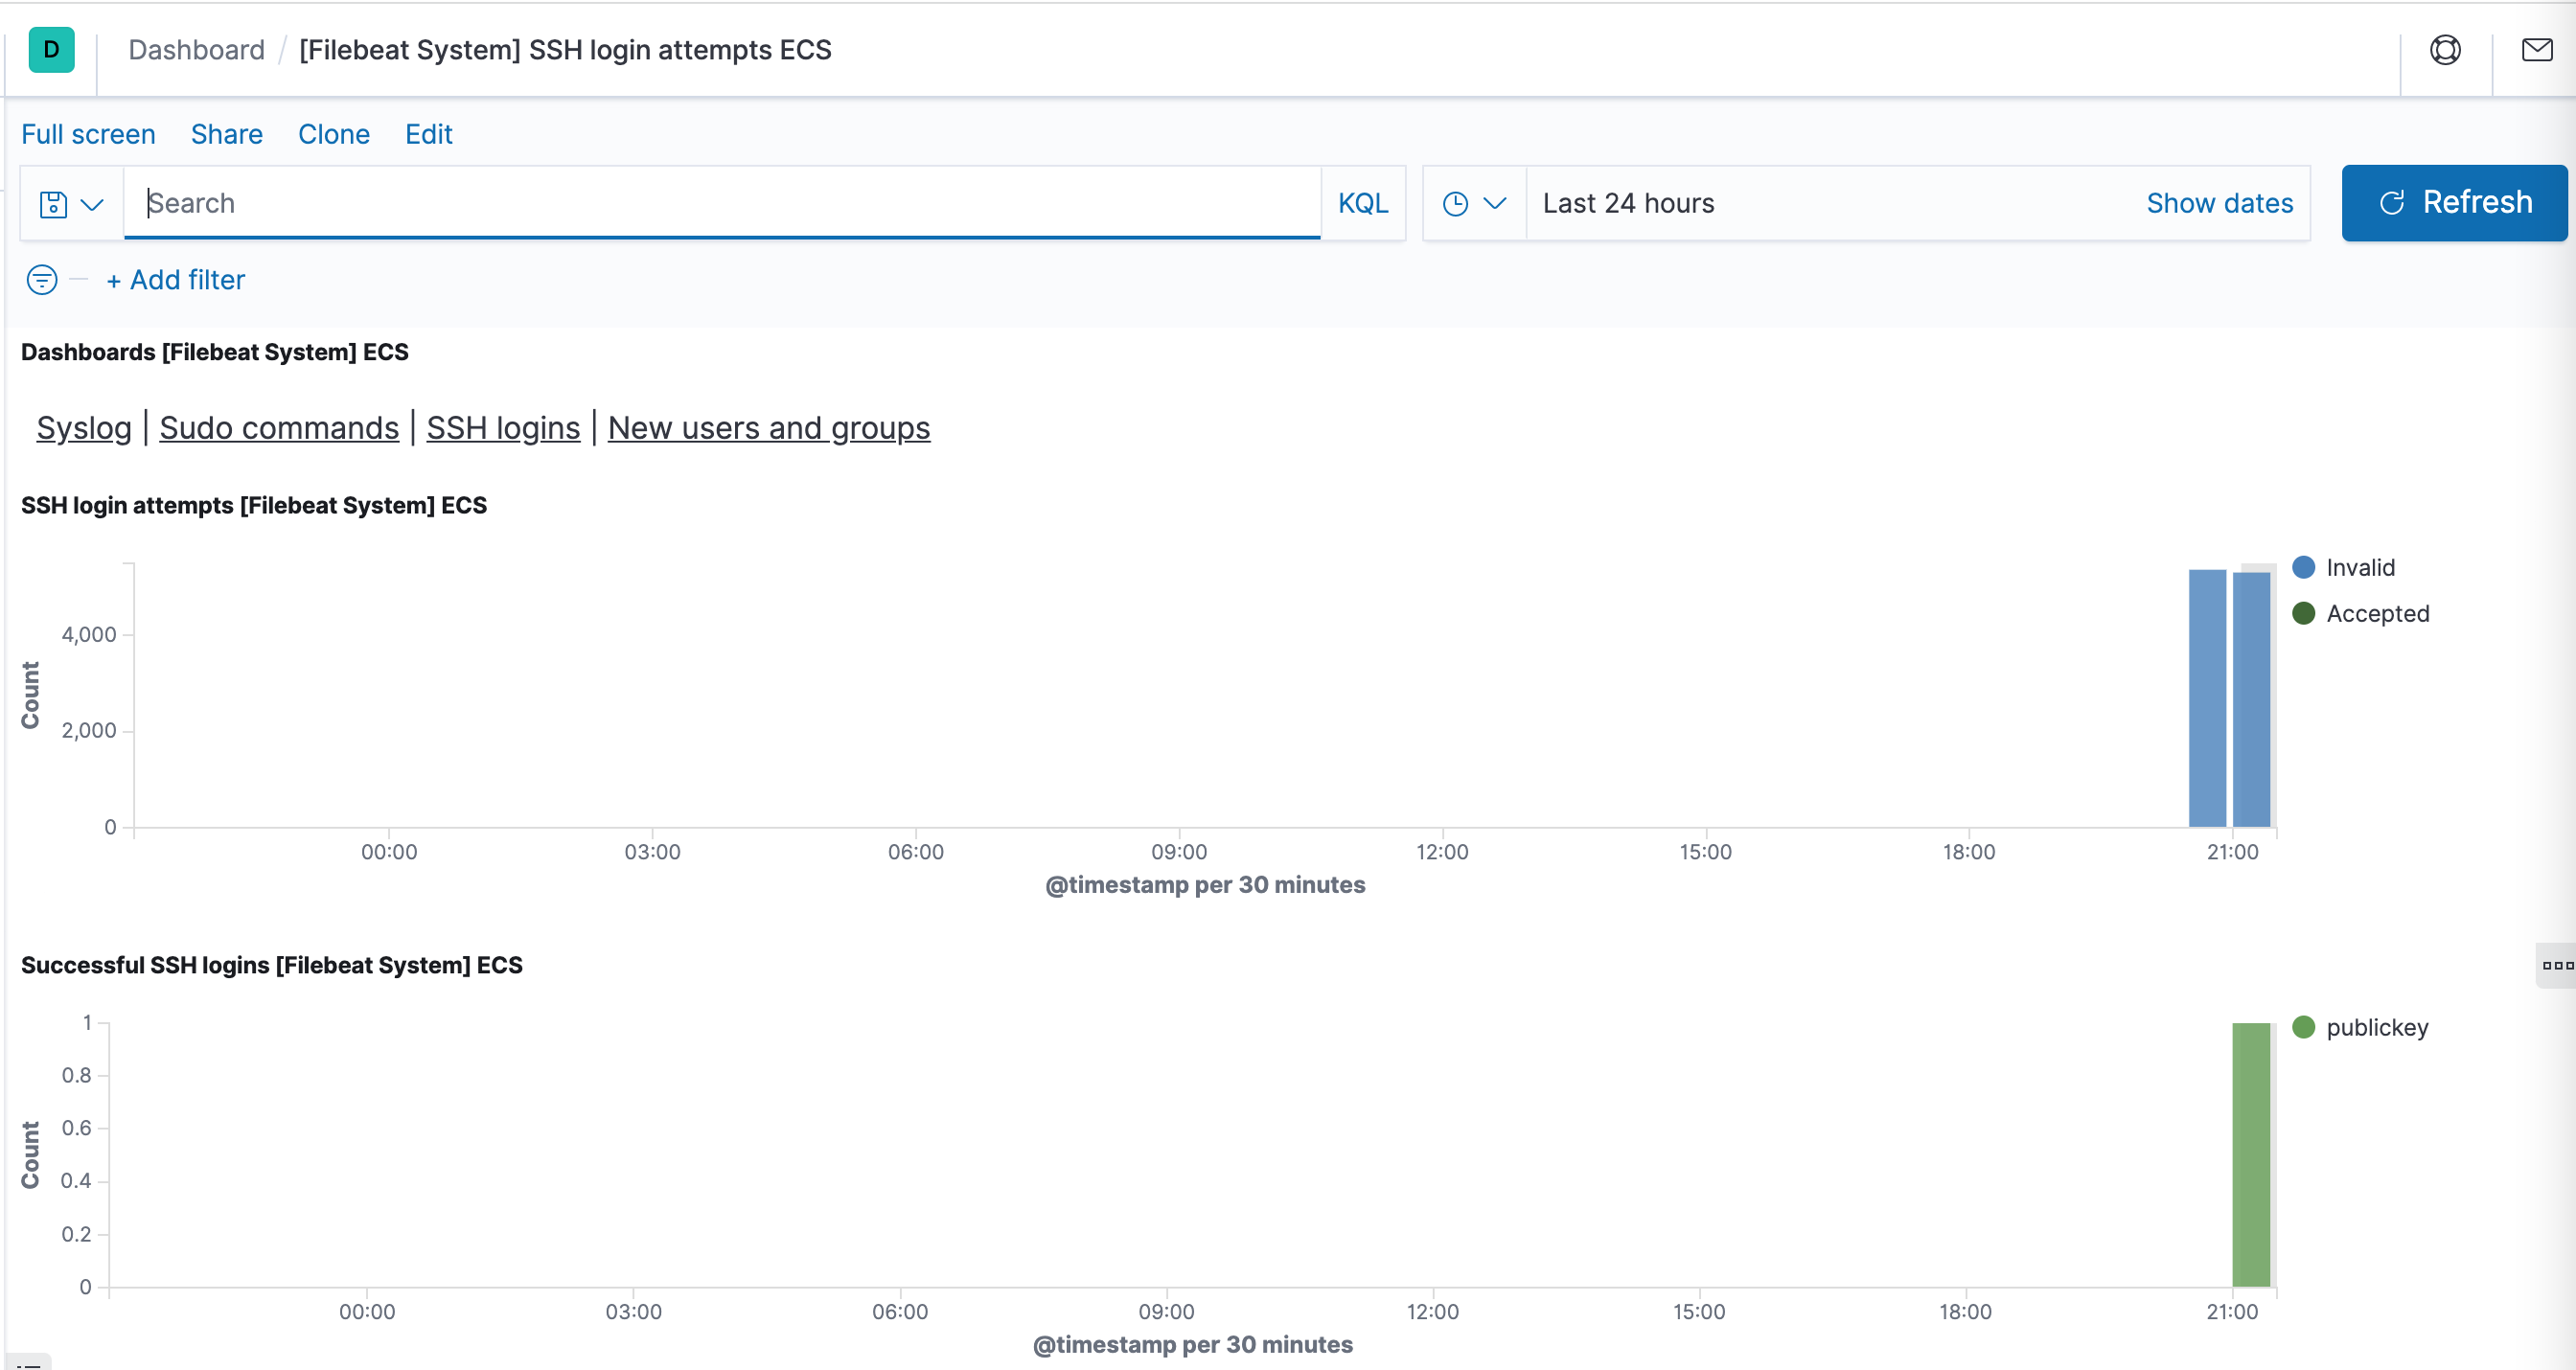 D
Dashboard / [Filebeat System] SSH login attempts ECS
Full screen Share Clone Edit
Search KQL Last 24 hours Show dates Refresh
+ Add filter
Dashboards [Filebeat System] ECS
Syslog | Sudo commands | SSH logins | New users and groups
SSH login attempts [Filebeat System] ECS
Invalid
Accepted
4,000
2,000
0
Count
00:00 03:00 06:00 09:00 12:00 15:00 18:00 21:00
@timestamp per 30 minutes
Successful SSH logins [Filebeat System] ECS
publickey
1
0.8
0.6
0.4
0.2
0
Count
00:00 03:00 06:00 09:00 12:00 15:00 18:00 21:00
@timestamp per 30 minutes